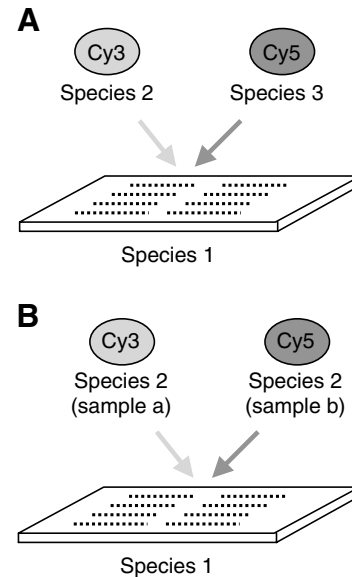 A
Cy3 Cy5
Species 2 Species 3
Species 1
B
Cy3 Cy5
Species 2 Species 2
(sample a) (sample b)
Species 1